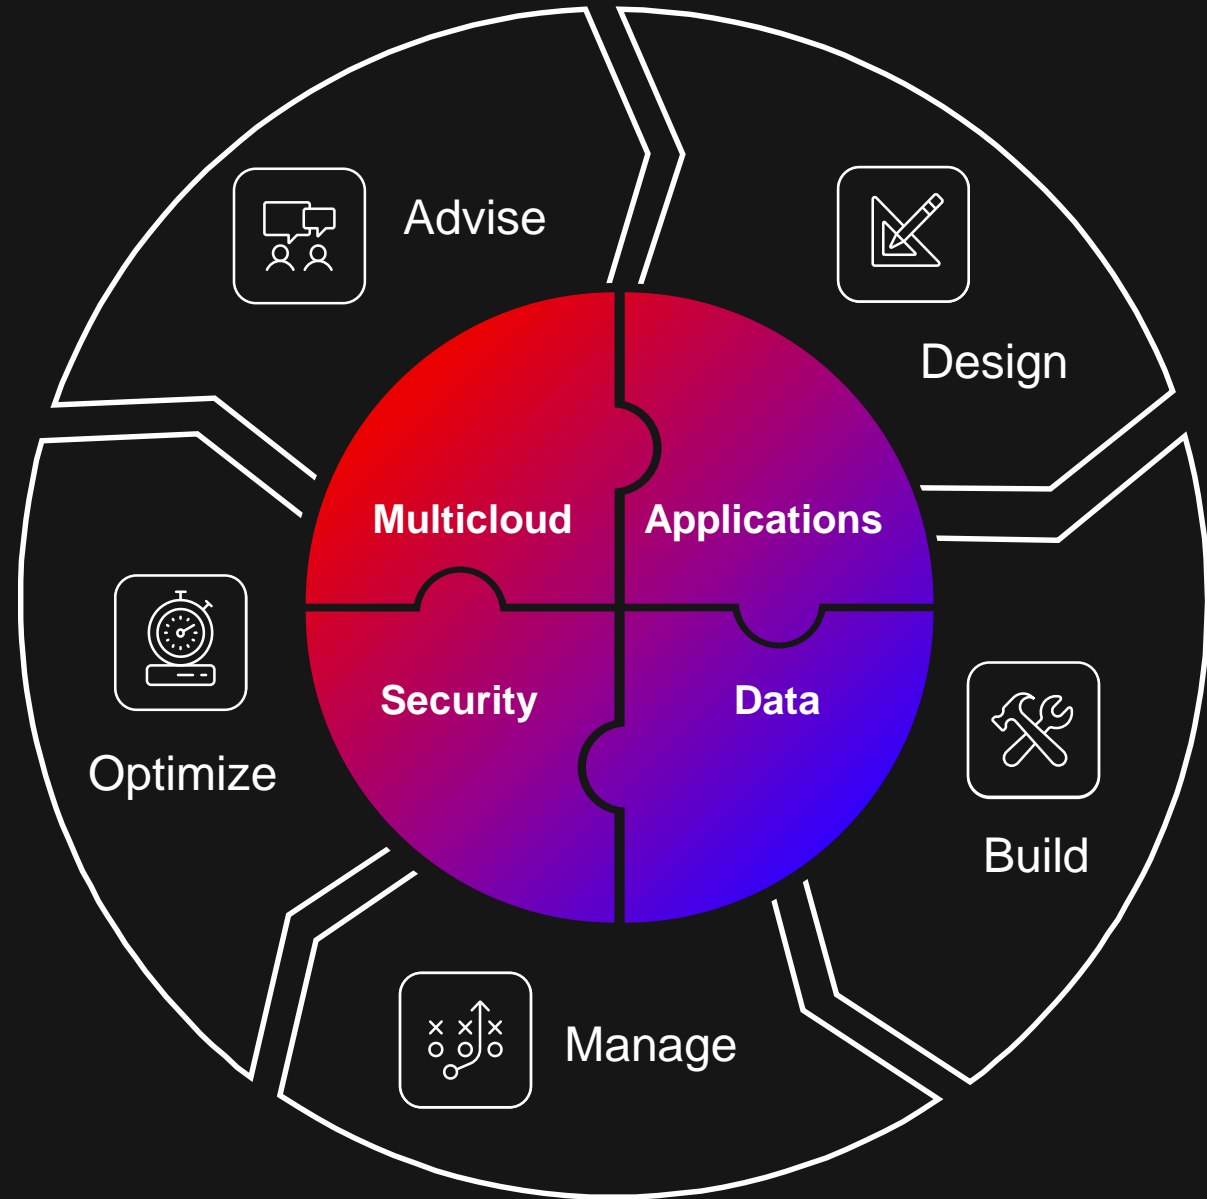 Advise
Design
Multicloud
Applications
Security
Data
Optimize
Build
Manage